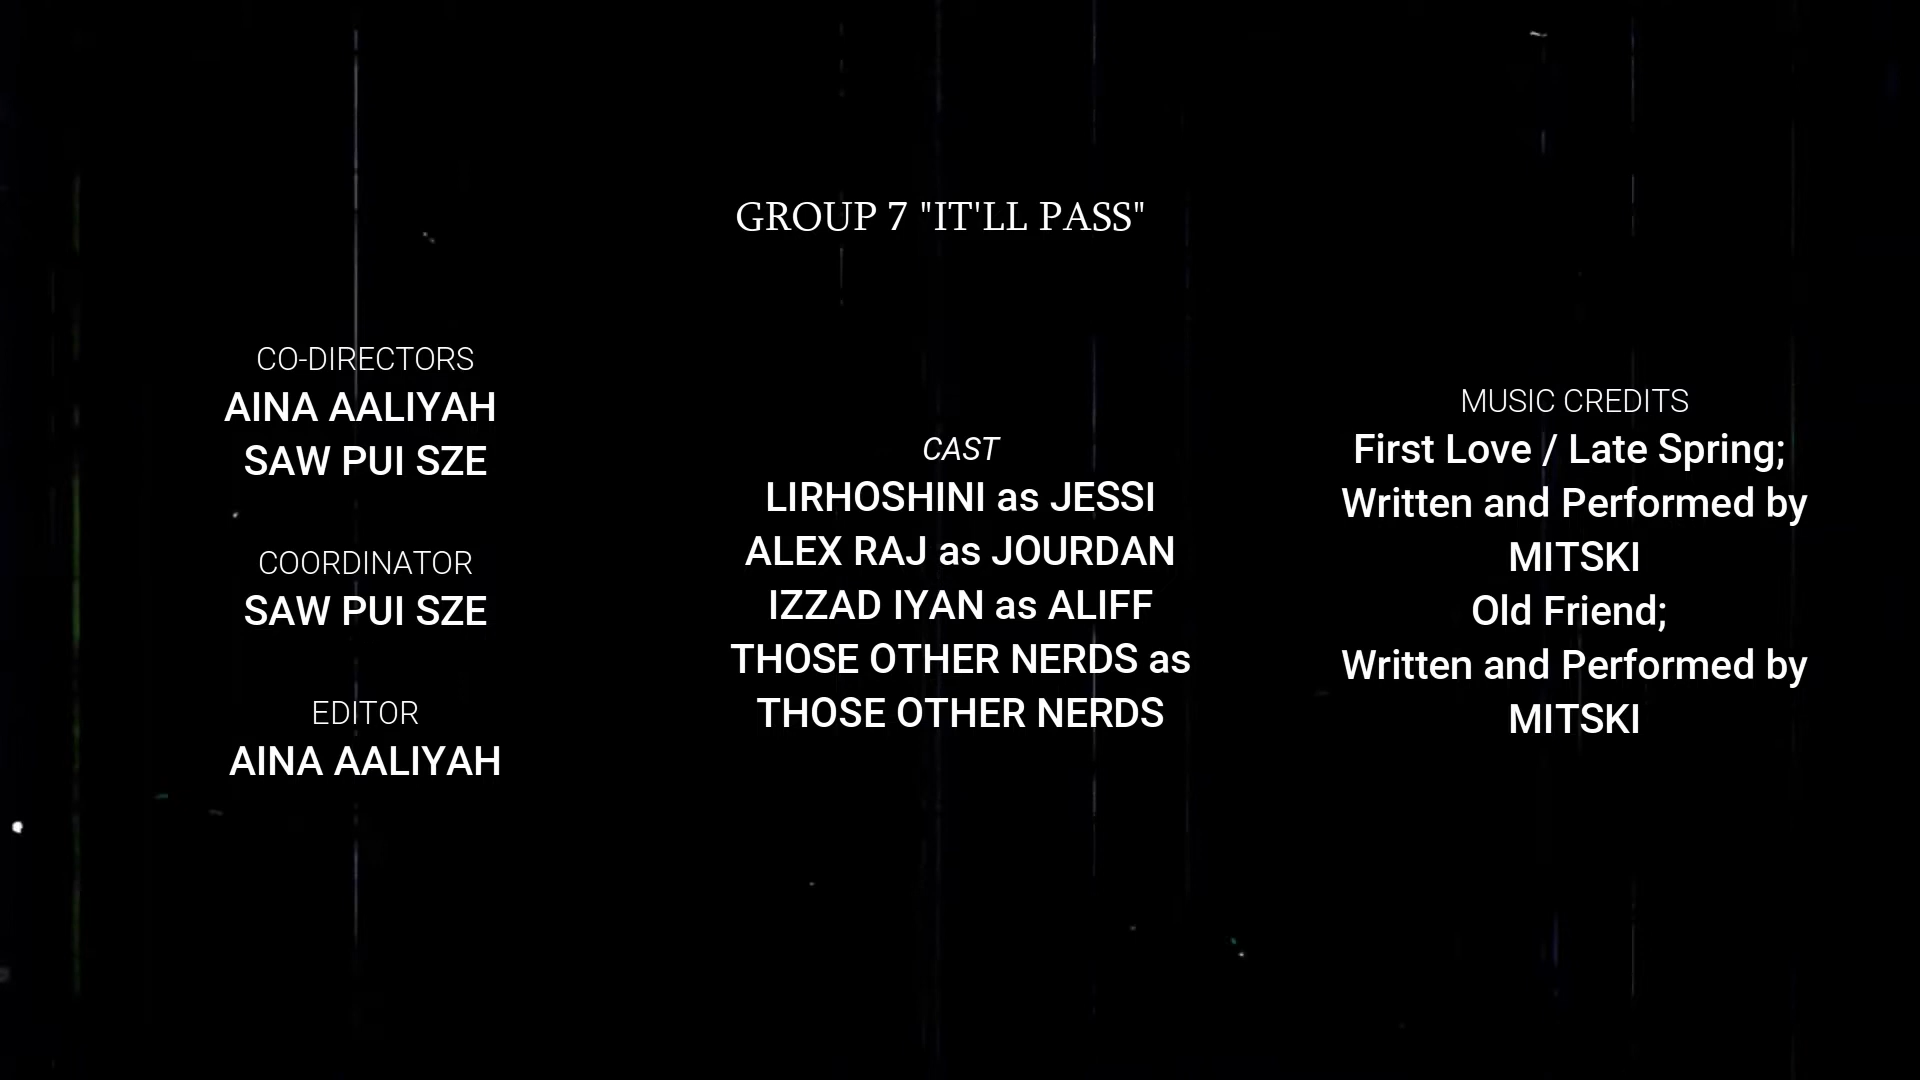 GROUP 7 "IT'LL PASS"
CO-DIRECTORS
AINA AALIYAH
SAW PUI SZE
COORDINATOR
SAW PUI SZE
EDITOR
AINA AALIYAH
CAST
LIRHOSHINI as JESSI
ALEX RAJ as JOURDAN
IZZAD IYAN as ALIFF
THOSE OTHER NERDS as
THOSE OTHER NERDS
MUSIC CREDITS
First Love / Late Spring;
Written and Performed by
MITSKI
Old Friend;
Written and Performed by
MITSKI